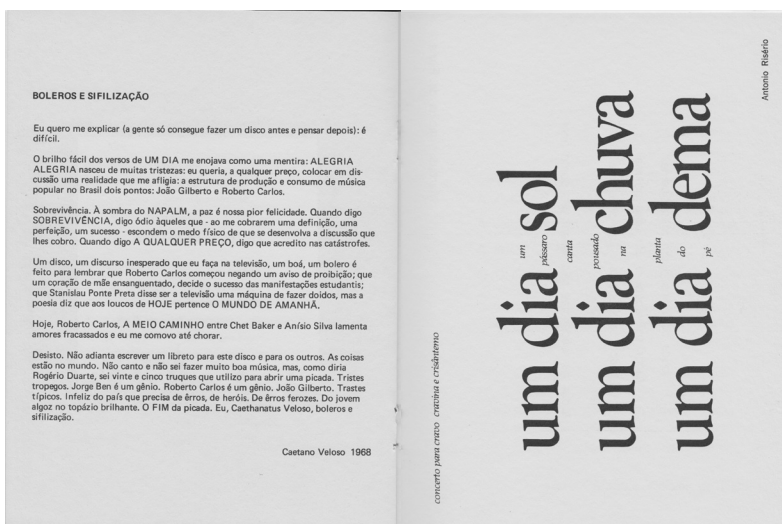 BOLEROS E SIFILIZAÇÃO
Eu quero me explicar (a gente só consegue fazer um disco antes e pensar depois): é
difícil.
O brilho fácil dos versos de UM DIA me enojava como uma mentira: ALEGRIA
ALEGRIA nasceu de muitas tristezas: eu queria, a qualquer preço, colocar em dis-
cussão uma realidade que me afligia: a estrutura de produção e consumo de música
popular no Brasil dois pontos: João Gilberto e Roberto Carlos.
Sobrevivência. À sombra do NAPALM, a paz é nossa pior felicidade. Quando digo
SOBREVIVÊNCIA, digo ódio àqueles que - ao me cobrarem uma definição, uma
perfeição, um sucesso - escondem o medo físico de que se desenvolva a discussão que
lhes cobro. Quando digo A QUALQUER PREÇO, digo que acredito nas catástrofes.
Um disco, um discurso inesperado que eu faça na televisão, um boá, um bolero é
feito para lembrar que Roberto Carlos começou negando um aviso de proibição; que
um coração de mãe ensanguentado, decide o sucesso das manifestações estudantis;
que Stanislau Ponte Preta disse ser a televisão uma máquina de fazer doidos, mas a
poesia diz que aos loucos de HOJE pertence O MUNDO DE AMANHÃ.
Hoje, Roberto Carlos, A MEIO CAMINHO entre Chet Baker e Anísio Silva lamenta
amores fracassados e eu me comovo até chorar.
Desisto. Não adianta escrever um libreto para este disco e para os outros. As coisas
estão no mundo. Não canto e não sei fazer muito boa música, mas, como diria
Rogério Duarte, sei vinte e cinco truques que utilizo para abrir uma picada. Tristes
tropegos. Jorge Ben é um gênio. Roberto Carlos é um gênio. João Gilberto. Trastes
típicos. Infeliz do país que precisa de êrros, de heróis. De êrros ferozes. Do jovem
algoz no topázio brilhante. O FIM da picada. Eu, Caethanatus Veloso, boleros e
sifilização.
Caetano Veloso 1968
concerto para cravo cravina e crisântemo
um dia sol
um pássaro canta
um dia chuva
pousado na planta
um dia dema
do pé
Antonio Risério